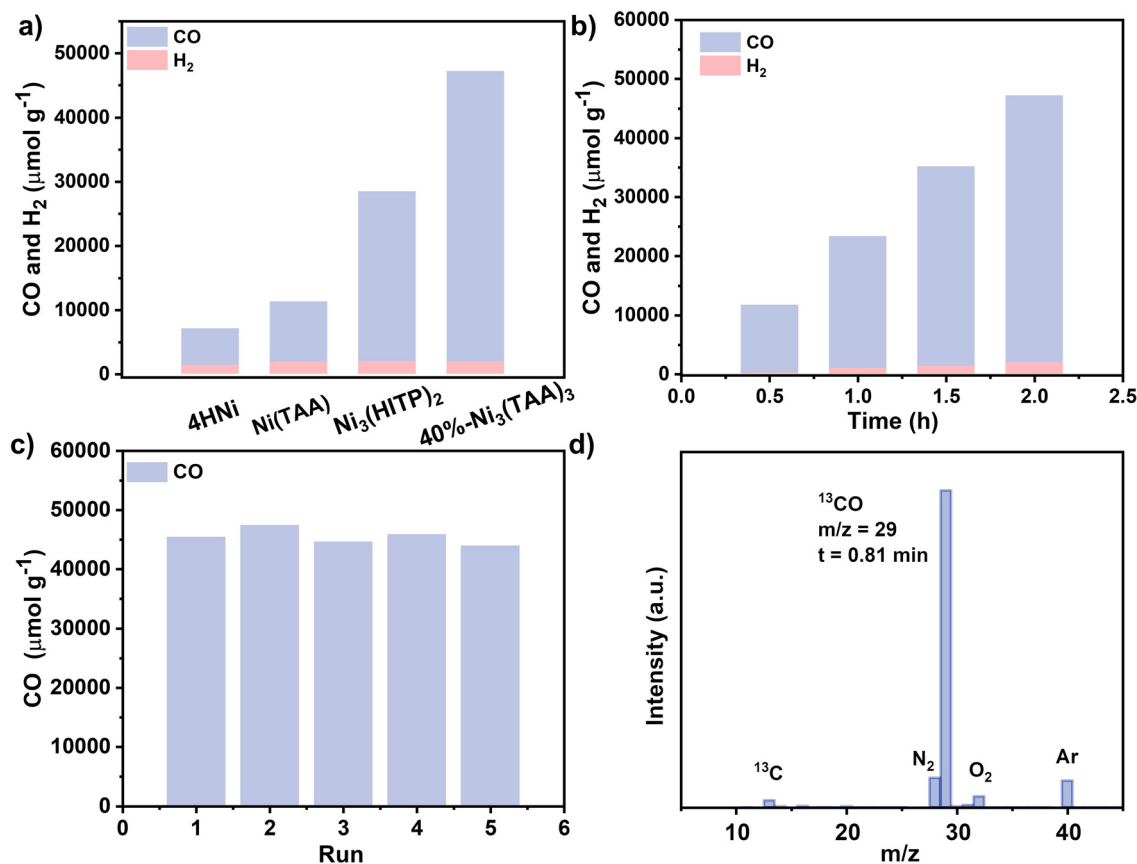 a)
CO
H₂
CO and H₂ (μmol g⁻¹)
50000
40000
30000
20000
10000
0
4HNi
Ni(TAA)
Ni₃(HITP)₂
40%-Ni₃(TAA)₃
b)
CO
H₂
CO and H₂ (μmol g⁻¹)
60000
50000
40000
30000
20000
10000
0
0.0 0.5 1.0 1.5 2.0 2.5
Time (h)
c)
CO
CO (μmol g⁻¹)
60000
50000
40000
30000
20000
10000
0
0 1 2 3 4 5 6
Run
d)
¹³CO
m/z = 29
t = 0.81 min
Intensity (a.u.)
¹³C
N₂
O₂
Ar
10 20 30 40
m/z